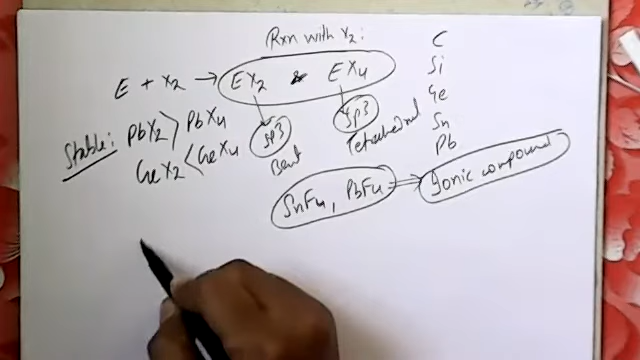 Rxn with X2:
E + X2 → EX2 & EX4
sp3 sp3
Bent Tetrahedral
Stable: PbX2 > PbX4
GeX2 < GeX4
SnF4, PbF4 ⇒ Ionic compound
C
Si
Ge
Sn
Pb